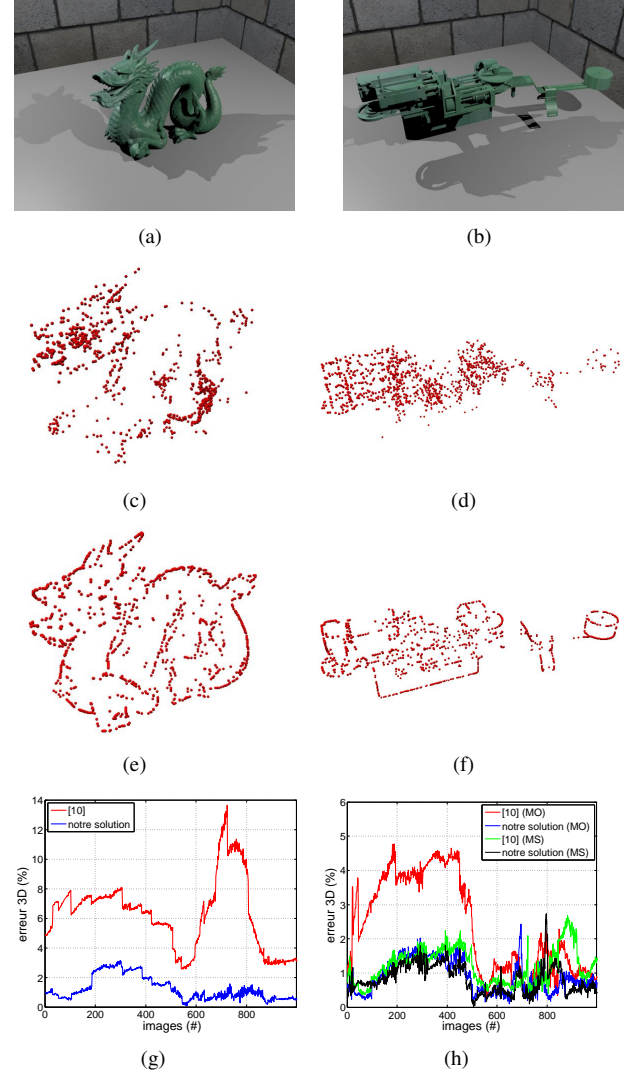 (a)
(b)
(c)
(d)
(e)
(f)
14
12
10
8
6
4
2
0
erreur 3D (%)
[10]
notre solution
0
200
400
600
800
images (#)
6
5
4
3
2
1
0
erreur 3D (%)
[10] (MO)
notre solution (MO)
[10] (MS)
notre solution (MS)
0
200
400
600
800
images (#)
(g)
(h)